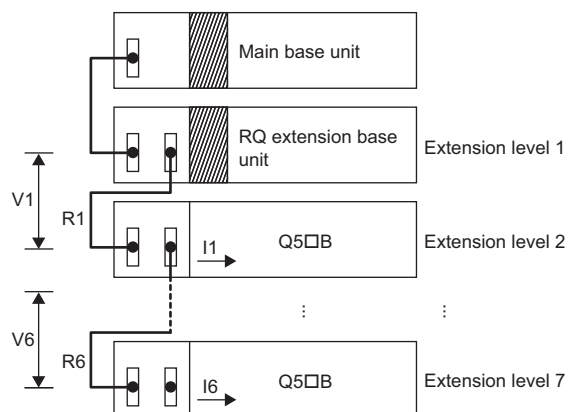 Main base unit
RQ extension base
unit
Extension level 1
V1
R1
I1
Q5□B
Extension level 2
⋮
⋮
V6
R6
I6
Q5□B
Extension level 7